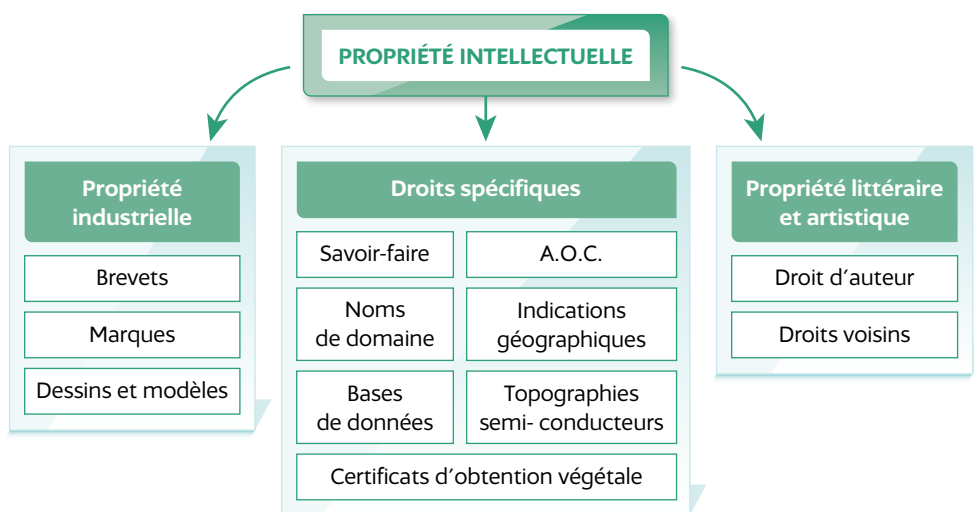 PROPRIÉTÉ INTELLECTUELLE
Propriété
industrielle
Brevets
Marques
Dessins et modèles
Droits spécifiques
Savoir-faire
A.O.C.
Noms
de domaine
Indications
géographiques
Bases
de données
Topographies
semi- conducteurs
Certificats d'obtention végétale
Propriété littéraire
et artistique
Droit d'auteur
Droits voisins